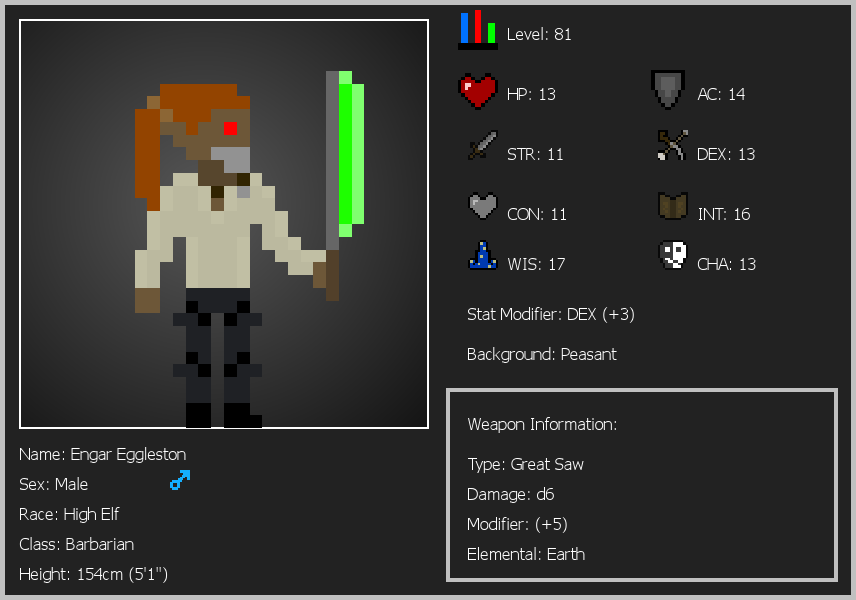 Level: 81
HP: 13
AC: 14
STR: 11
DEX: 13
CON: 11
INT: 16
WIS: 17
CHA: 13
Stat Modifier: DEX (+3)
Background: Peasant
Weapon Information:
Type: Great Saw
Damage: d6
Modifier: (+5)
Elemental: Earth
Name: Engar Eggleston
Sex: Male
Race: High Elf
Class: Barbarian
Height: 154cm (5'1")